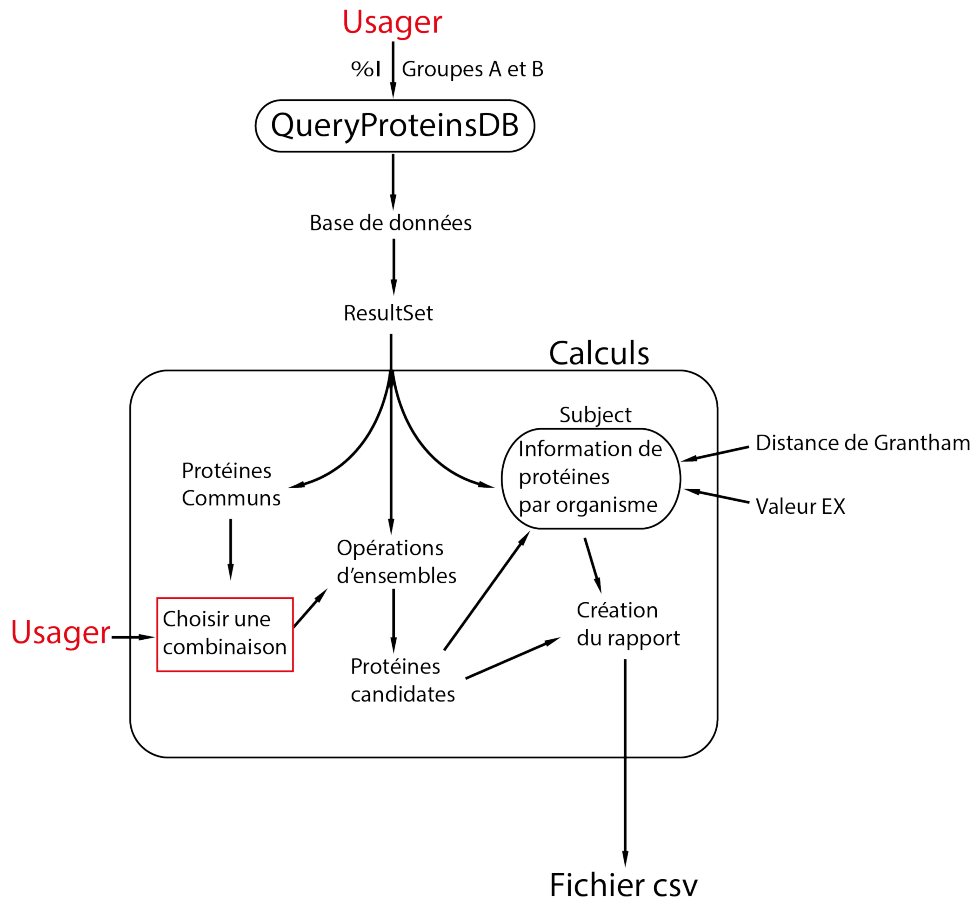 Usager
%I Groupes A et B
QueryProteinsDB
Base de données
ResultSet
Calculs
Subject
Information de
protéines
par organisme
Distance de Grantham
Valeur EX
Protéines
Communs
Opérations
d'ensembles
Usager
Choisir une
combinaison
Création
du rapport
Protéines
candidates
Fichier csv